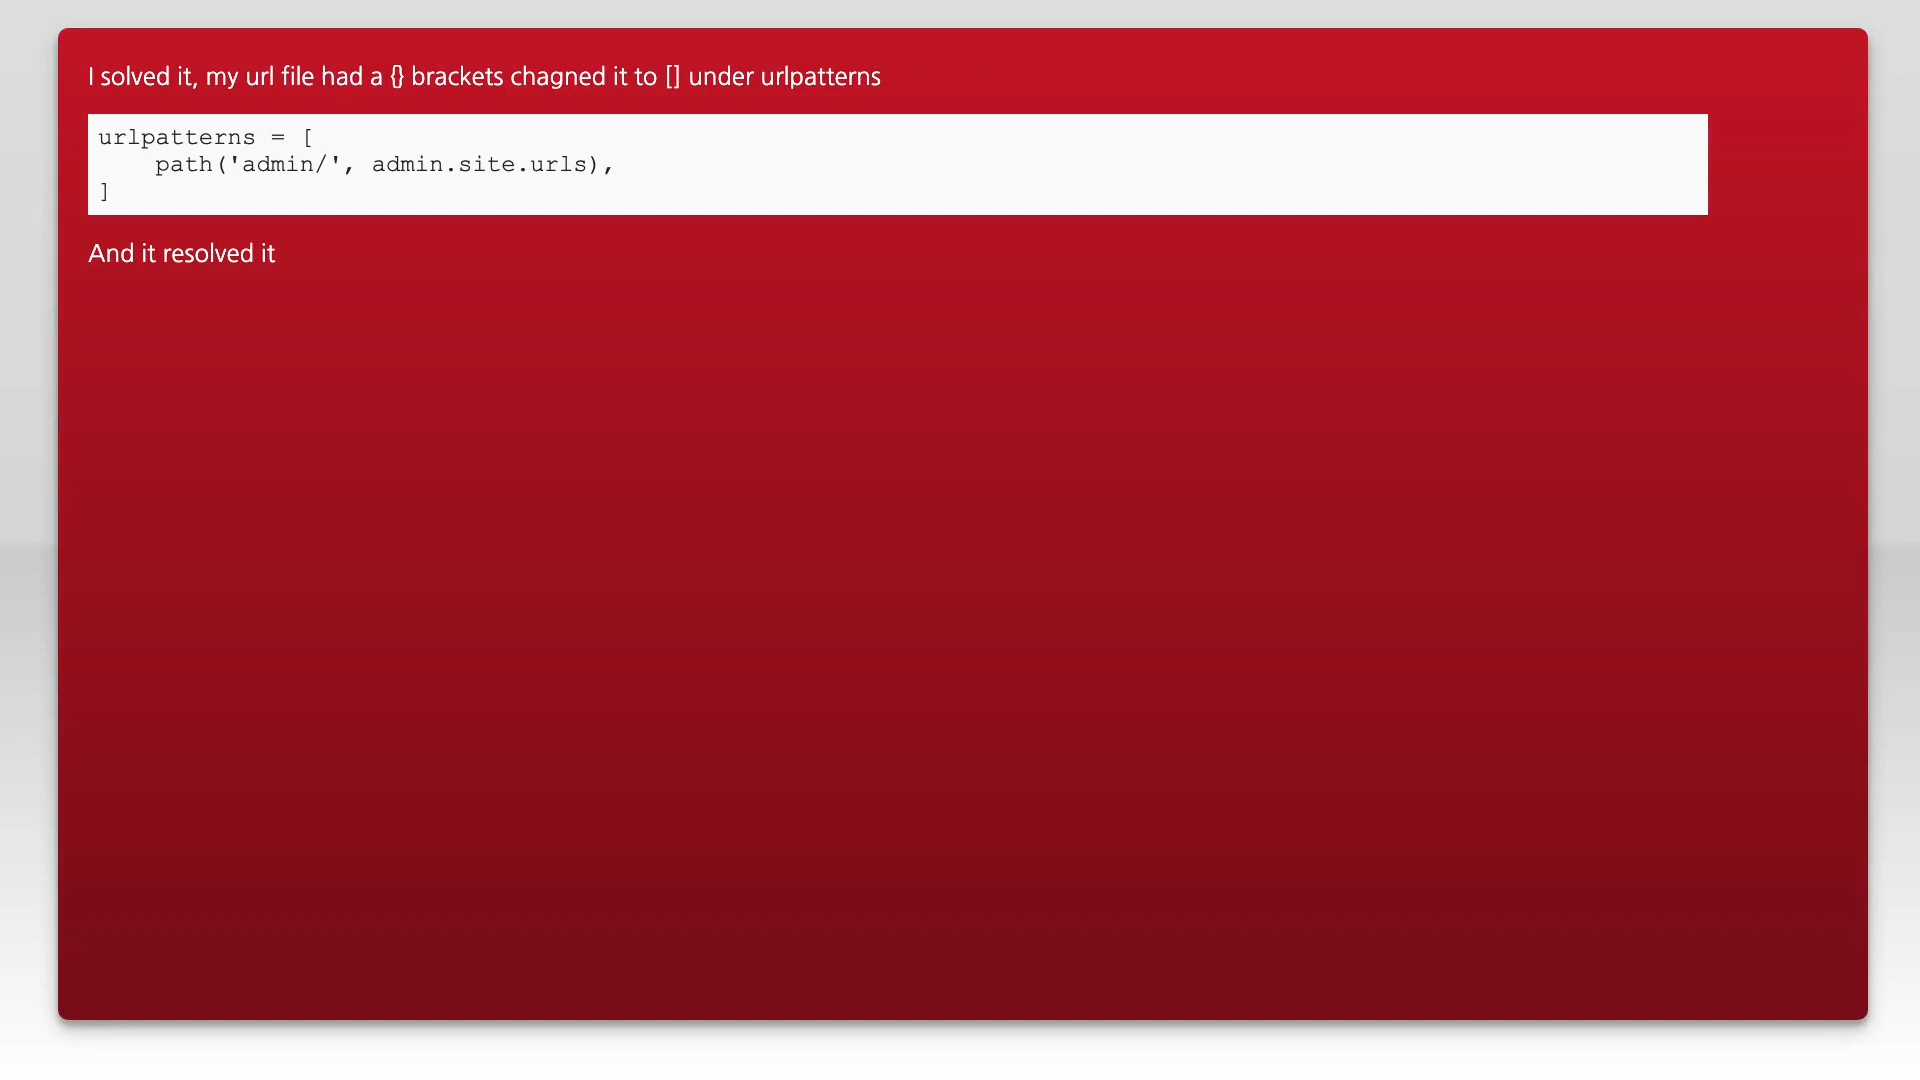 I solved it, my url file had a {} brackets chagned it to [] under urlpatterns
urlpatterns = [
    path('admin/', admin.site.urls),
]
And it resolved it